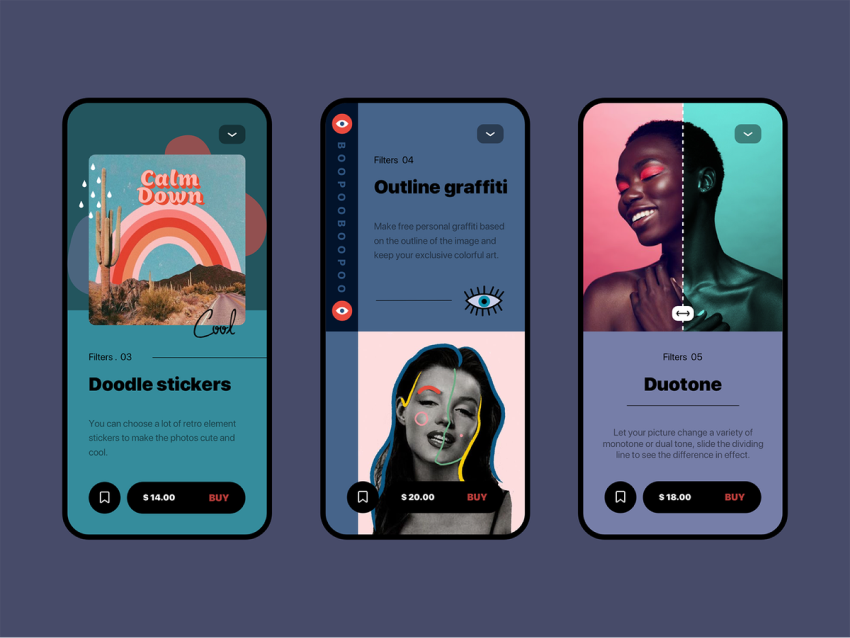 Calm
Down
Cool
Filters . 03
Doodle stickers
You can choose a lot of retro element
stickers to make the photos cute and
cool.
$ 14.00 BUY
BOOPOOBOOPOO
Filters 04
Outline graffiti
Make free personal graffiti based
on the outline of the image and
keep your exclusive colorful art.
$ 20.00 BUY
Filters 05
Duotone
Let your picture change a variety of
monotone or dual tone, slide the dividing
line to see the difference in effect.
$ 18.00 BUY